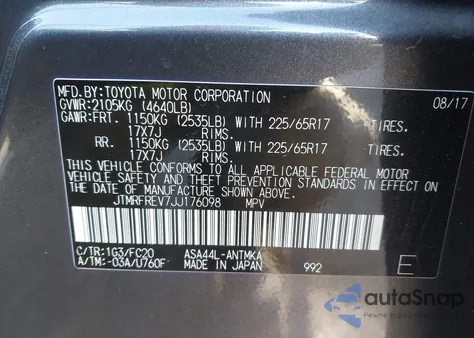 MFD.BY:TOYOTA MOTOR CORPORATION 08/17
GVWR:2105KG (4640LB)
GAWR:FRT. 1150KG (2535LB) WITH 225/65R17 TIRES.
17X7J RIMS.
RR. 1150KG (2535LB) WITH 225/65R17 TIRES.
17X7J RIMS.
THIS VEHICLE CONFORMS TO ALL APPLICABLE FEDERAL MOTOR
VEHICLE SAFETY AND THEFT PREVENTION STANDARDS IN EFFECT ON
THE DATE OF MANUFACTURE SHOWN ABOVE.
JTMRFREV7JJ176098 MPV
C/TR:1G3/FC20 ASA44L-ANTMKA
A/TM:-03A/U760F MADE IN JAPAN 992 E
autoSnap